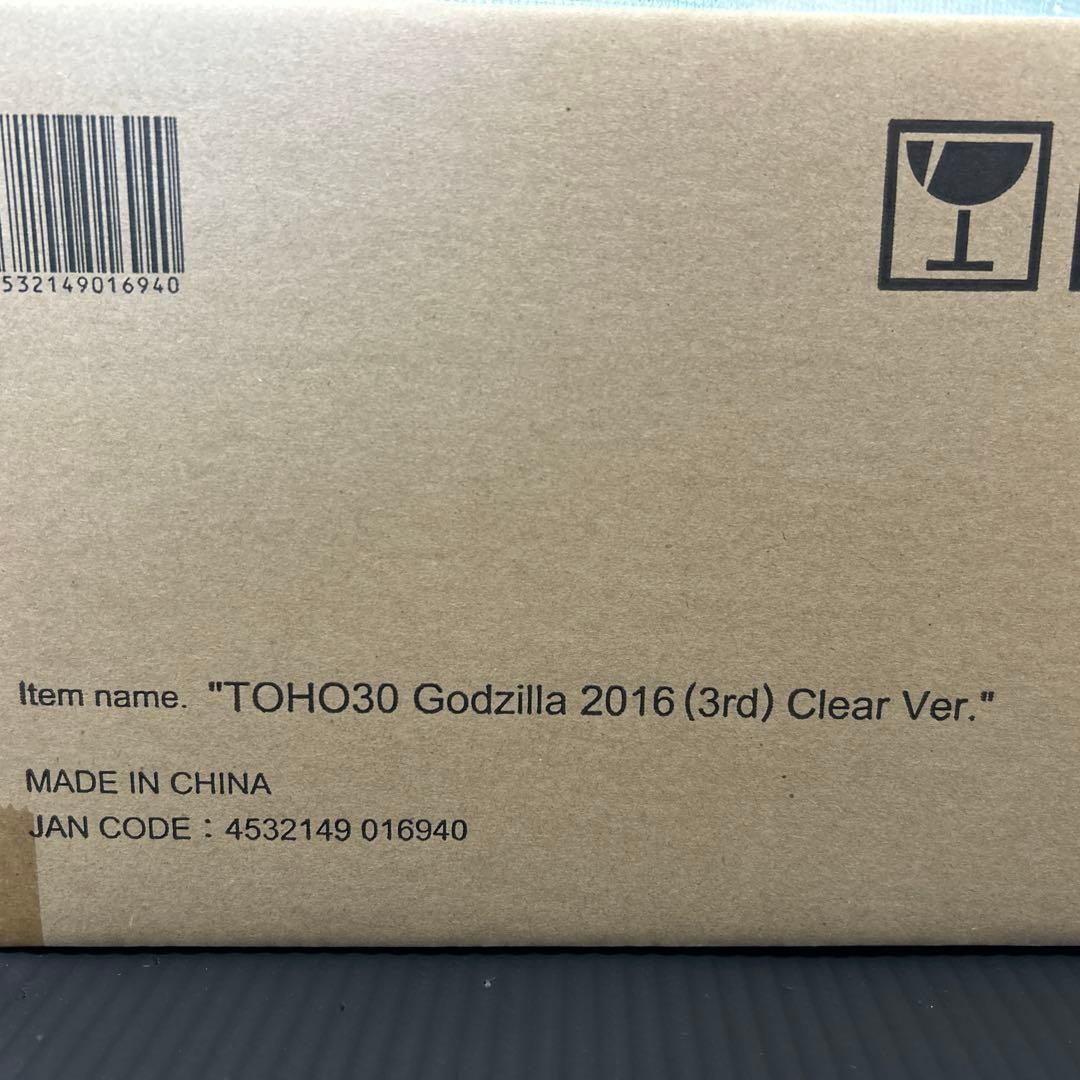 532149016940
Item name. "TOHO30 Godzilla 2016(3rd) Clear Ver."
MADE IN CHINA
JAN CODE：4532149 016940